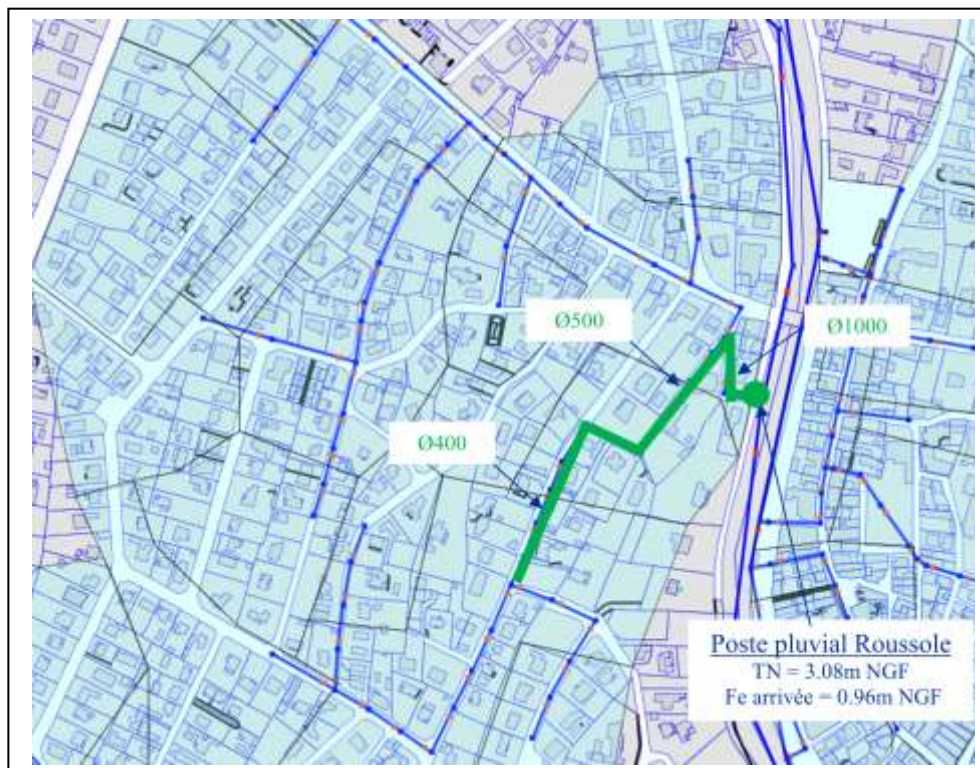 Ø500
Ø1000
Ø400
Poste pluvial Roussole
TN = 3.08m NGF
Fe arrivée = 0.96m NGF